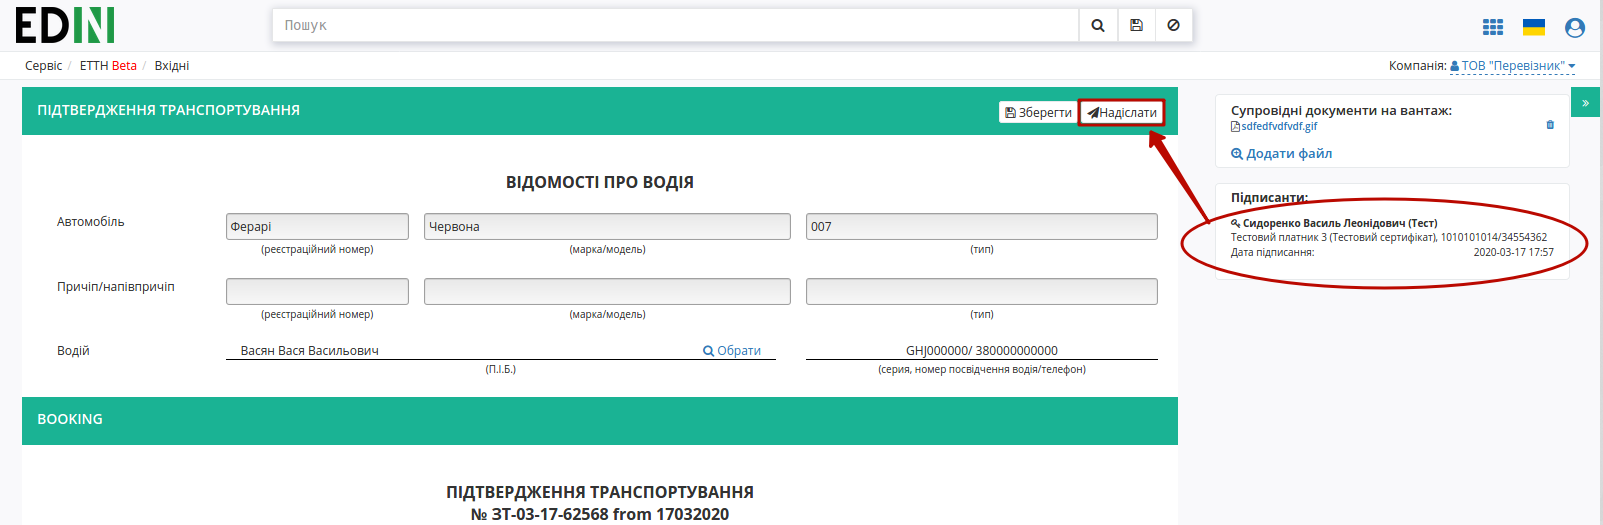 EDIN
Пошук
Сервіс / ЕТТН Beta / Вхідні
Компанія: ТОВ "Перевізник"
ПІДТВЕРДЖЕННЯ ТРАНСПОРТУВАННЯ
Зберегти Надіслати
»
Супровідні документи на вантаж:
sdfedfvdfvdf.gif
Додати файл
Підписанти:
Сидоренко Василь Леонідович (Тест)
Тестовий платник 3 (Тестовий сертифікат), 1010101014/34554362
Дата підписання: 2020-03-17 17:57
ВІДОМОСТІ ПРО ВОДІЯ
Автомобіль Ферарі Червона 007
(реєстраційний номер) (марка/модель) (тип)
Причіп/напівпричіп
(реєстраційний номер) (марка/модель) (тип)
Водій Васян Вася Васильович Обрати GHJ000000/ 380000000000
(П.І.Б.) (серия, номер посвідчення водія/телефон)
BOOKING
ПІДТВЕРДЖЕННЯ ТРАНСПОРТУВАННЯ
№ ЗТ-03-17-62568 from 17032020